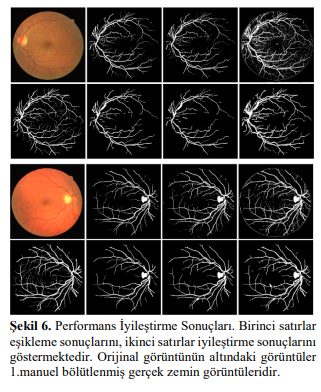 Şekil 6. Performans İyileştirme Sonuçları. Birinci satırlar
eşikleme sonuçlarını, ikinci satırlar iyileştirme sonuçlarını
göstermektedir. Orijinal görüntünün altındaki görüntüler
1.manuel bölütlenmiş gerçek zemin görüntüleridir.